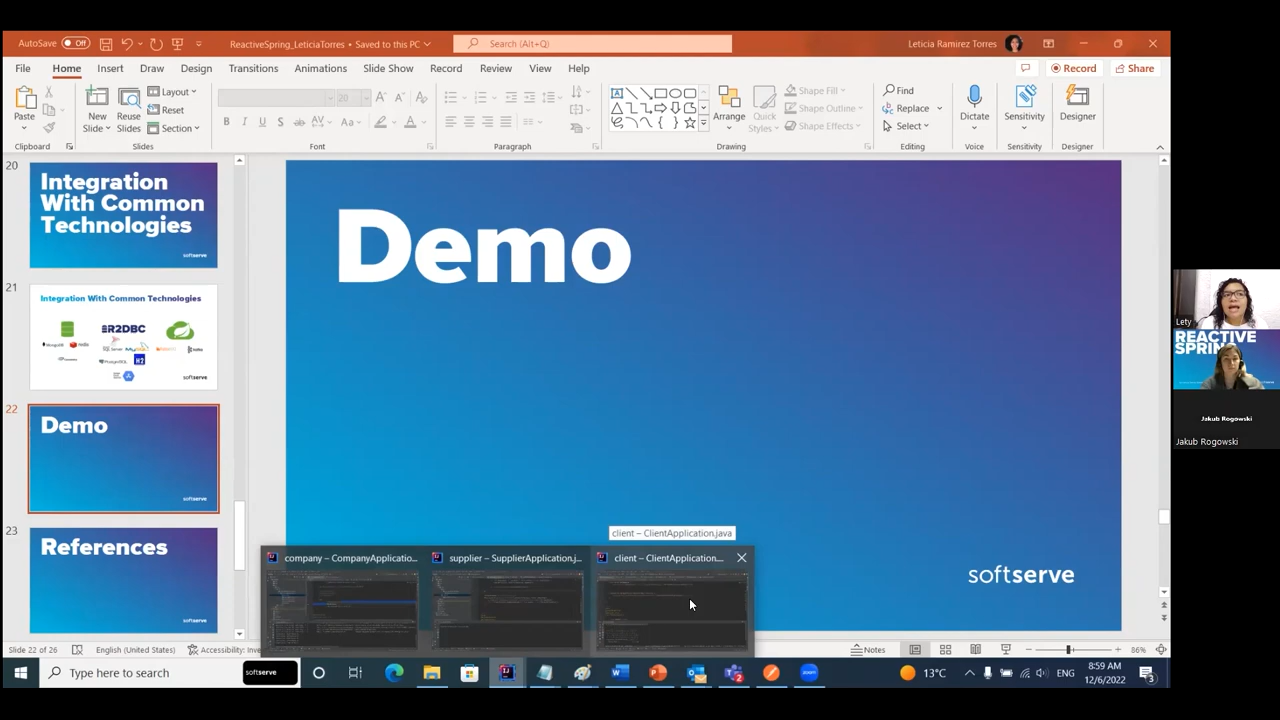 AutoSave Off ReactiveSpring_LeticiaTorres • Saved to this PC Search (Alt+Q) Leticia Ramirez Torres
File Home Insert Draw Design Transitions Animations Slide Show Record Review View Help Record Share
Paste New Slide Reuse Slides Layout Reset Section 20 Arrange Quick Styles Shape Fill Shape Outline Shape Effects Find Replace Select Dictate Sensitivity Designer
Clipboard Slides Font Paragraph Drawing Editing Voice Sensitivity Designer
20
Integration
With Common
Technologies
softserve
21
Integration With Common Technologies
R2DBC
softserve
22
Demo
softserve
23
References
Demo
softserve
client – ClientApplication.java
company – CompanyApplicatio...
supplier – SupplierApplication.j...
client – ClientApplication....
Lety
REACTIVE
SPRIN
Jakub Rogowski
Jakub Rogowski
Slide 22 of 26 English (United States) Accessibility: Inve Notes 86%
Type here to search softserve 13°C ENG 8:59 AM
12/6/2022 3